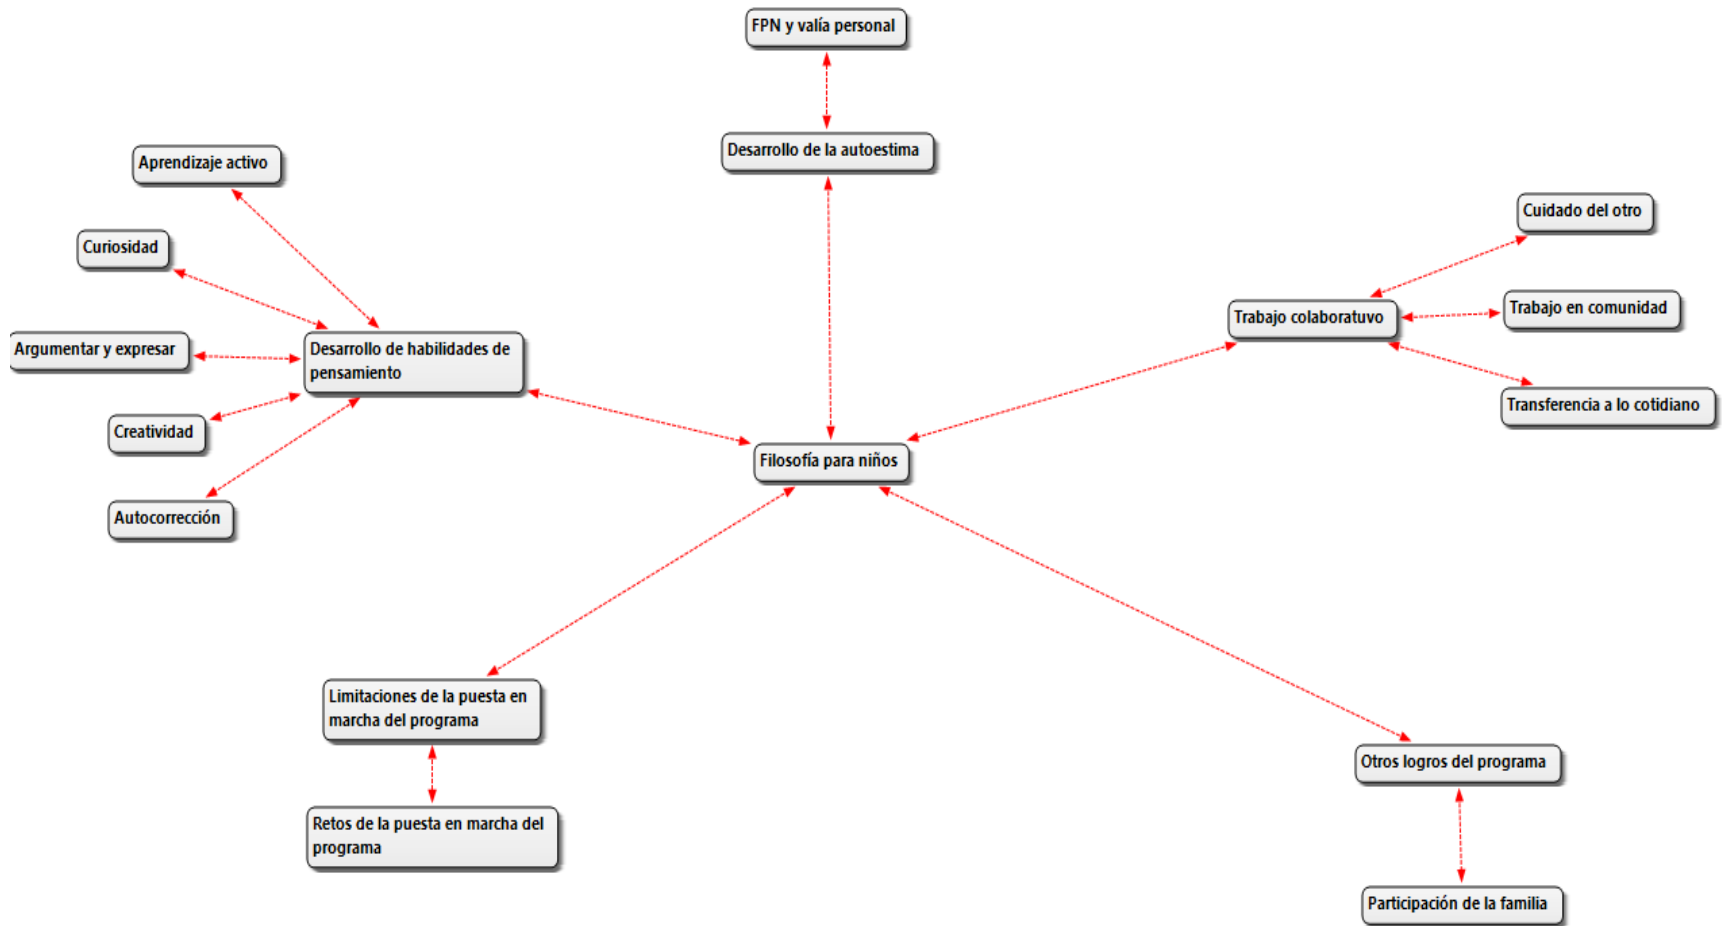 FPN y valía personal
Desarrollo de la autoestima
Aprendizaje activo
Curiosidad
Argumentar y expresar
Creatividad
Autocorrección
Desarrollo de habilidades de
pensamiento
Cuidado del otro
Trabajo en comunidad
Transferencia a lo cotidiano
Trabajo colaboratuvo
Filosofía para niños
Limitaciones de la puesta en
marcha del programa
Retos de la puesta en marcha del
programa
Otros logros del programa
Participación de la familia